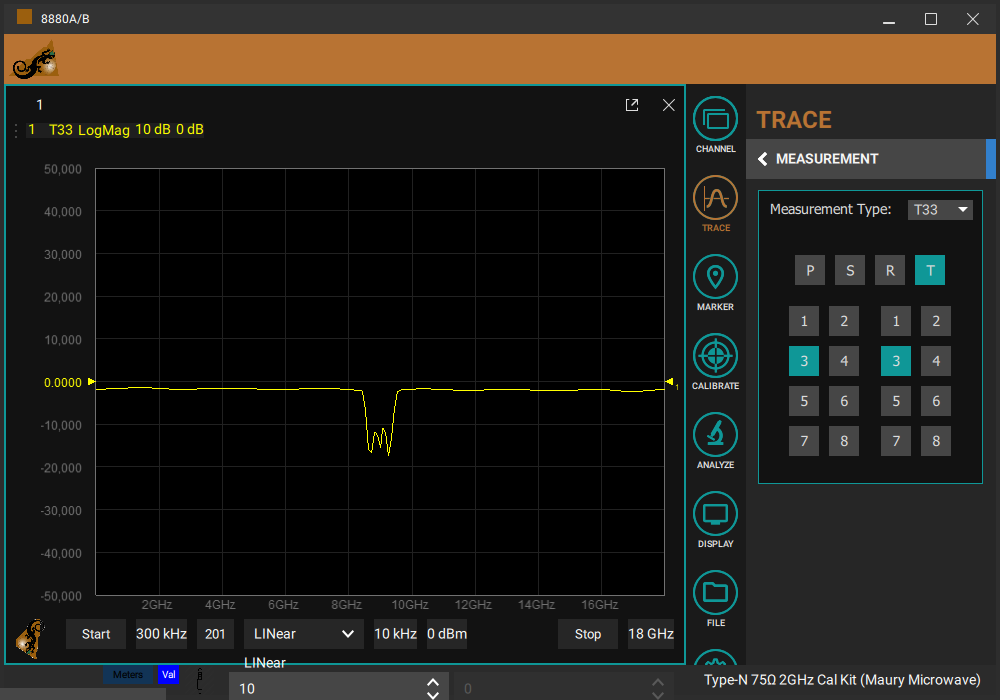 8880A/B
1
1 T33 LogMag 10 dB 0 dB
50,000
40,000
30,000
20,000
10,000
0.0000
1
-10,000
-20,000
-30,000
-40,000
-50,000
2GHz 4GHz 6GHz 8GHz 10GHz 12GHz 14GHz 16GHz
Start 300 kHz 201 LINear 10 kHz 0 dBm Stop 18 GHz
LINear
Meters Val
10 0
CHANNEL
TRACE
MARKER
CALIBRATE
ANALYZE
DISPLAY
FILE
TRACE
MEASUREMENT
Measurement Type: T33
P S R T
1 2 1 2
3 4 3 4
5 6 5 6
7 8 7 8
Type-N 75Ω 2GHz Cal Kit (Maury Microwave)